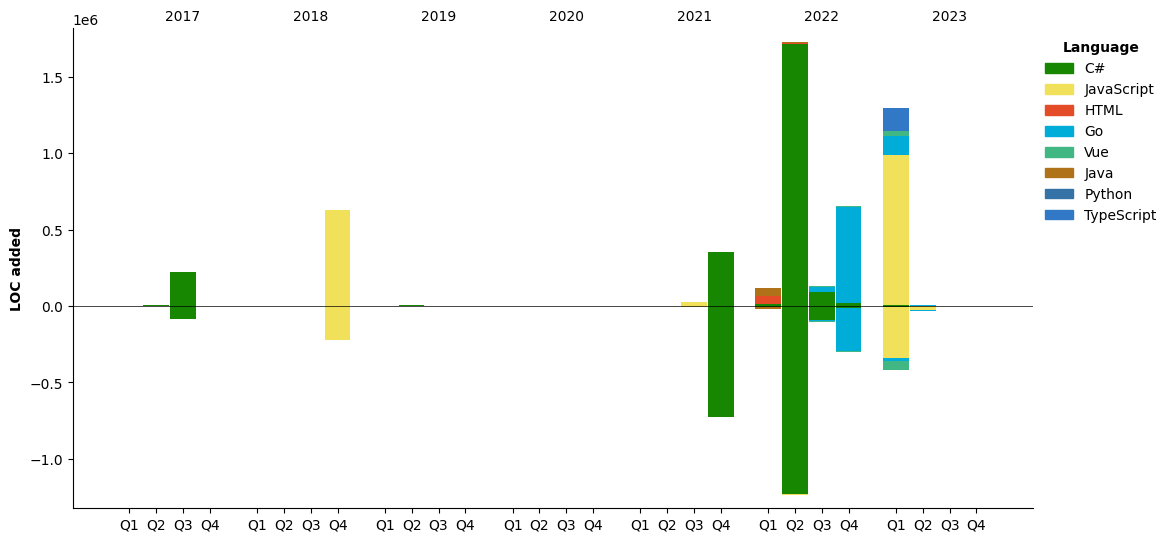 1e6
2017 2018 2019 2020 2021 2022 2023
LOC added
1.5
1.0
0.5
0.0
−0.5
−1.0
Q1 Q2 Q3 Q4 Q1 Q2 Q3 Q4 Q1 Q2 Q3 Q4 Q1 Q2 Q3 Q4 Q1 Q2 Q3 Q4 Q1 Q2 Q3 Q4 Q1 Q2 Q3 Q4
Language
C#
JavaScript
HTML
Go
Vue
Java
Python
TypeScript